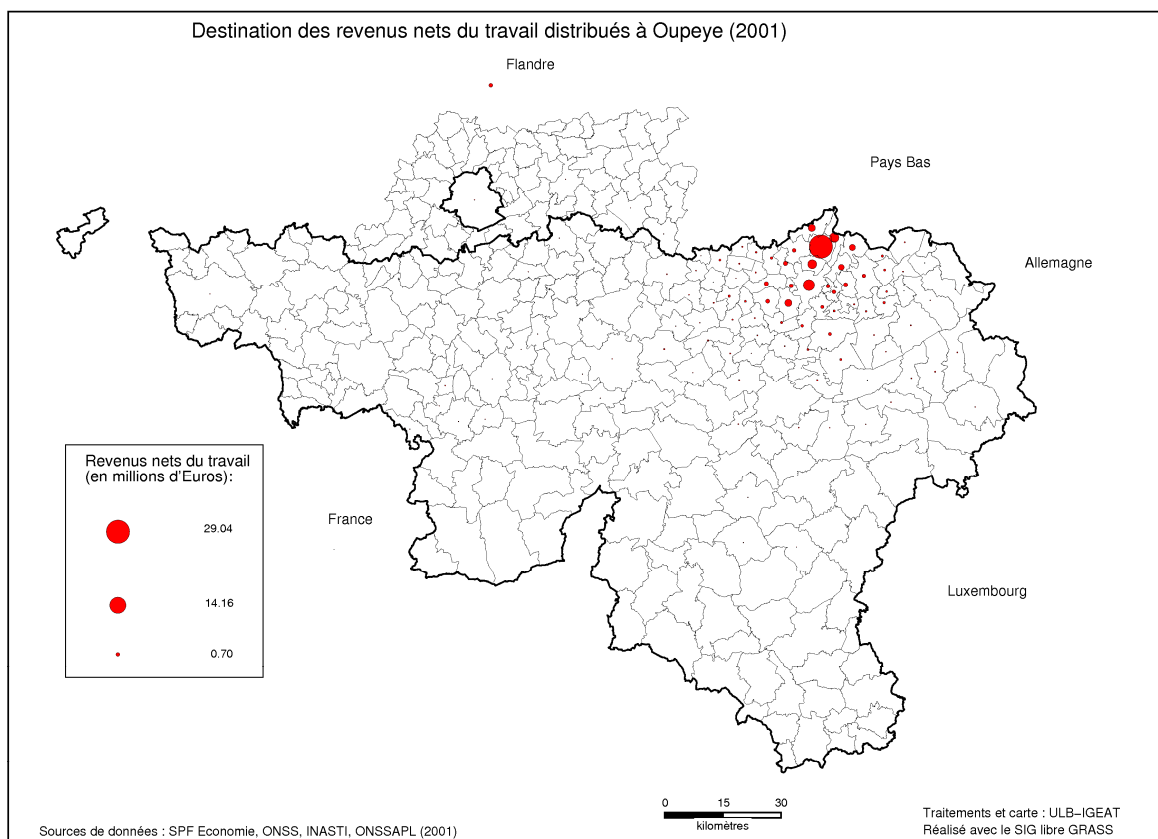 Destination des revenus nets du travail distribués à Oupeye (2001)
Flandre
Pays Bas
Allemagne
Revenus nets du travail
(en millions d'Euros):
29.04
14.16
0.70
France
Luxembourg
0 15 30
kilomètres
Sources de données : SPF Economie, ONSS, INASTI, ONSSAPL (2001)
Traitements et carte : ULB-IGEAT
Réalisé avec le SIG libre GRASS